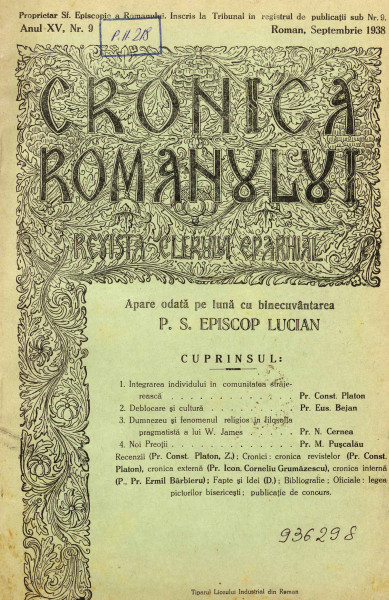 Proprietar Sf. Episcopie a Romanului. Inscris la Tribunal în registrul de publicații sub Nr. 9.
Anul XV, Nr. 9
Roman, Septembrie 1938
P.II 218
CRONICA
ROMANULUI
REVISTA CLERULUI EPARHIAL
Apare odată pe lună cu binecuvântarea
P. S. EPISCOP LUCIAN
CUPRINSUL:
1. Integrarea individului în comunitatea străje-
rească . . . . . . . . . Pr. Const. Platon
2. Deblocare și cultură . . . . . . . Pr. Eus. Bejan
3. Dumnezeu și fenomenul religios în filosofia
pragmatistă a lui W. James . . . . . Pr. N. Cernea
4. Noi Preoții . . . . . . . . . Pr. M. Pușcalău
Recenzii (Pr. Const. Platon, Z.); Cronici: cronica revistelor (Pr. Const.
Platon), cronica externă (Pr. Icon. Corneliu Grumăzescu), cronica internă
(P., Pr. Ermil Bărbieru); Fapte și Idei (D.); Bibliografie; Oficiale: legea
picturilor bisericești; publicație de concurs.
936298
Tiparul Liceului Industrial din Roman